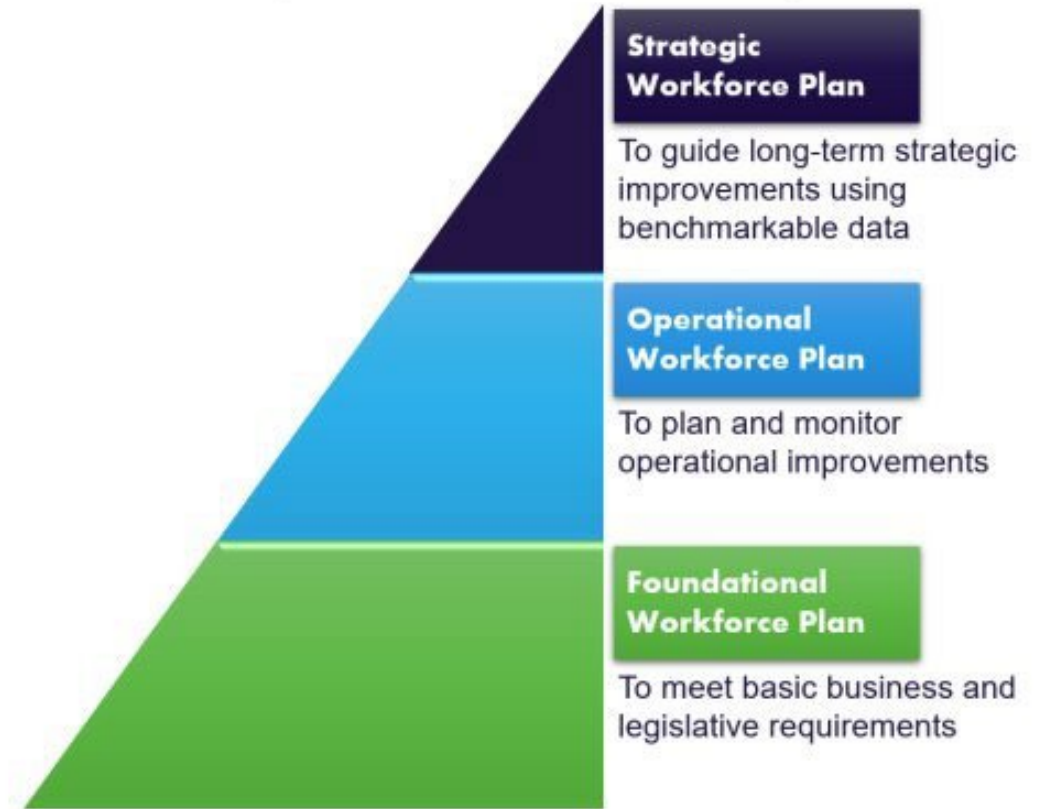 Strategic
Workforce Plan
To guide long-term strategic
improvements using
benchmarkable data
Operational
Workforce Plan
To plan and monitor
operational improvements
Foundational
Workforce Plan
To meet basic business and
legislative requirements